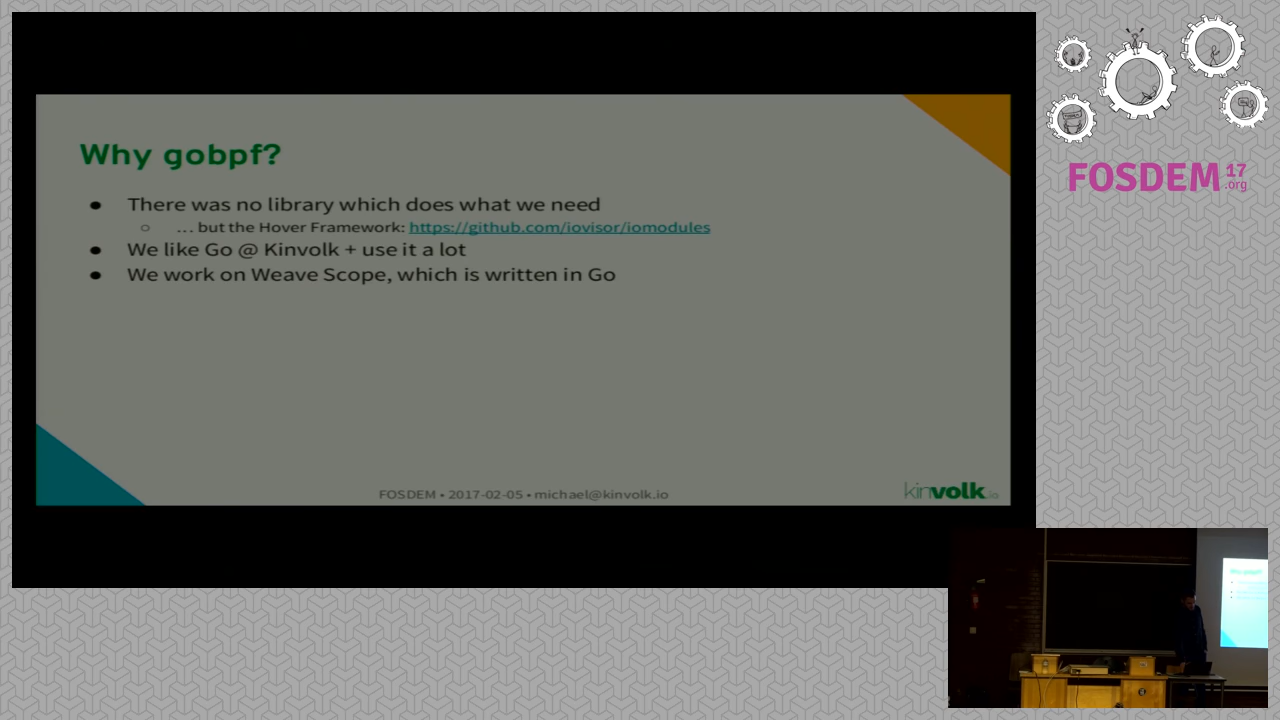 Why gobpf?
● There was no library which does what we need
○ ... but the Hover Framework: https://github.com/iovisor/iomodules
● We like Go @ Kinvolk + use it a lot
● We work on Weave Scope, which is written in Go
FOSDEM • 2017-02-05 • michael@kinvolk.io
kinvolk.io
FOSDEM 17 .org